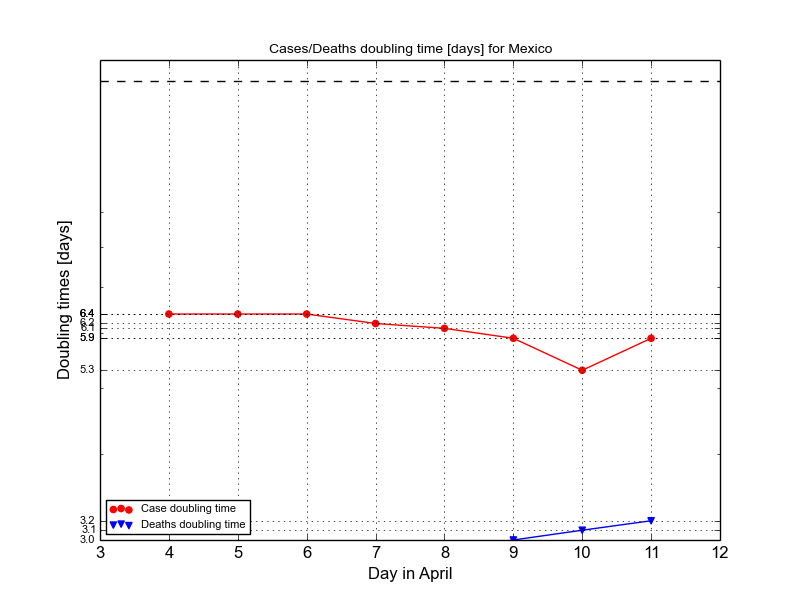 Cases/Deaths doubling time [days] for Mexico
Doubling times [days]
6.4
6.2
6.1
5.9
5.3
3.2
3.1
3.0
Case doubling time
Deaths doubling time
3 4 5 6 7 8 9 10 11 12
Day in April